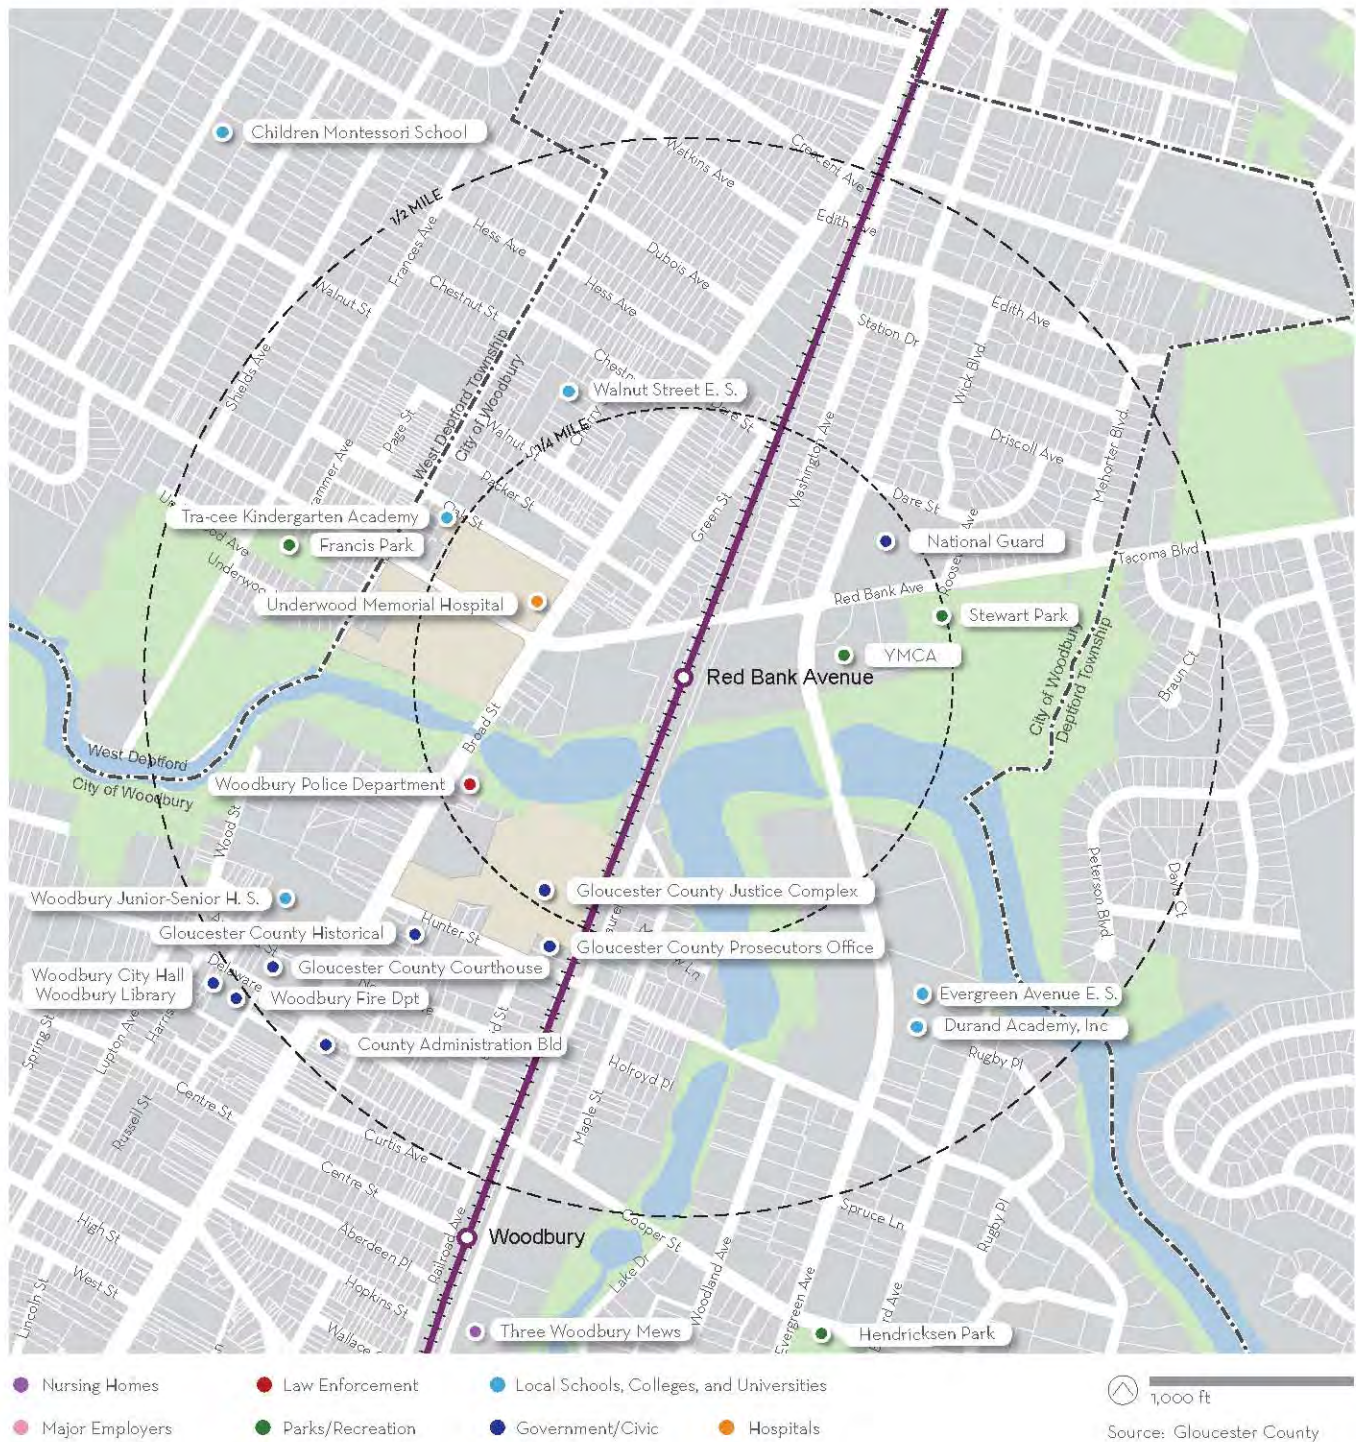 Children Montessori School
Watkins Ave
Crescent Ave
1/2 MILE
Frances Ave
Hess Ave
Edith Ave
Dubois Ave
Walnut St
Chestnut St
Hess Ave
Edith Ave
Station Dr
West Deptford Township
City of Woodbury
Shields Ave
Wick Blvd.
Walnut Street E. S.
Page St
Walnut St
1/4 MILE
Dare St
Washington Ave
Driscoll Ave
Mahorter Blvd.
Packer St
Green St
Dare St
Tra-cee Kindergarten Academy
Oak St
Francis Park
National Guard
Tacoma Blvd
Underwood Memorial Hospital
Red Bank Ave
Stewart Park
YMCA
Red Bank Avenue
City of Woodbury
Deptford Township
Braun Ct
Broad St
West Deptford
City of Woodbury
Woodbury Police Department
Wood St
Peterson Blvd.
Davis Ct
Woodbury Junior-Senior H. S.
Gloucester County Justice Complex
Gloucester County Historical
Hunter St
Gloucester County Prosecutors Office
Gloucester County Courthouse
Delaware
Woodbury City Hall
Woodbury Library
Woodbury Fire Dpt
Evergreen Avenue E. S.
Durand Academy, Inc
County Administration Bld
Spring St
Lupton Ave
Rugby Pl
Holroyd Pl
Russell St
Centre St
Maple St
Curtis Ave
Centre St
Spruce Ln
Rugby Pl
High St
Aberdeen Pl
Railroad Ave
Woodbury
Cooper St
Lake Dr
Woodland Ave
West St
Hopkins St
Lincoln St
Evergreen Ave
Three Woodbury Mews
Hendricksen Park
Nursing Homes
Law Enforcement
Local Schools, Colleges, and Universities
1,000 ft
Major Employers
Parks/Recreation
Government/Civic
Hospitals
Source: Gloucester County